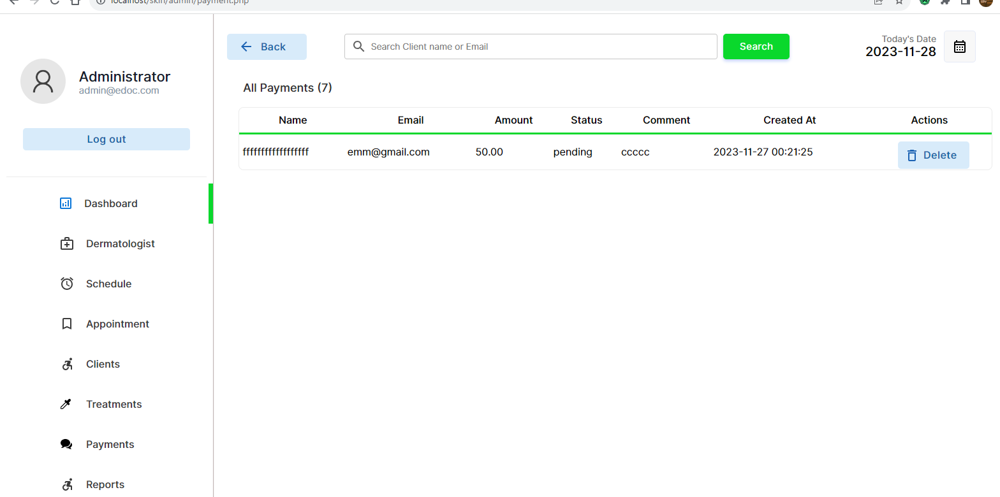 localhost/skin/admin/payment.php
Back
Search Client name or Email
Search
Today's Date
2023-11-28
Administrator
admin@edoc.com
Log out
Dashboard
Dermatologist
Schedule
Appointment
Clients
Treatments
Payments
Reports
All Payments (7)
Name Email Amount Status Comment Created At Actions
ffffffffffffffffff emm@gmail.com 50.00 pending ccccc 2023-11-27 00:21:25 Delete